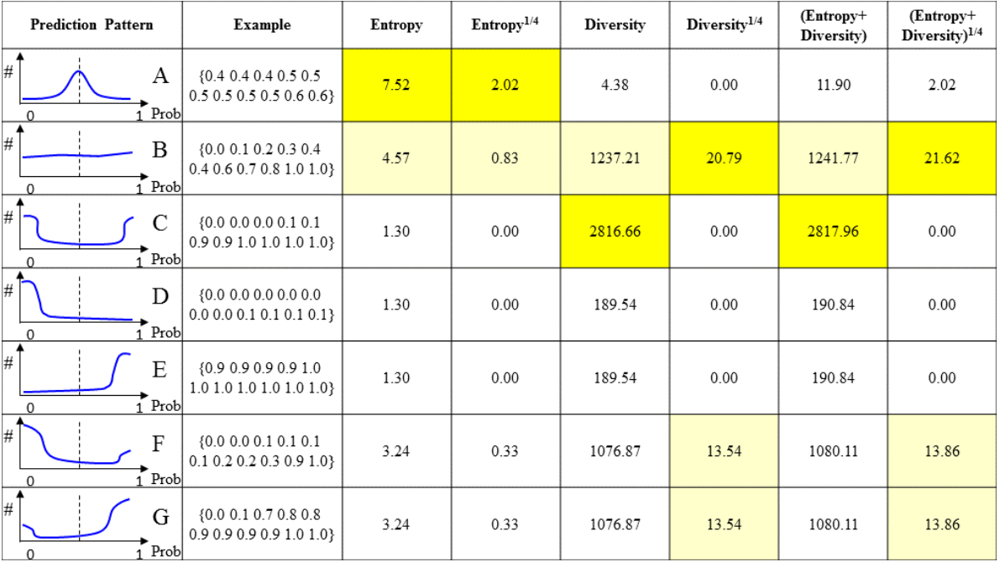 Prediction Pattern
Example
Entropy
Entropy1/4
Diversity
Diversity1/4
(Entropy+
Diversity)
(Entropy+
Diversity)1/4
#
A
0
1 Prob
{0.4 0.4 0.4 0.5 0.5
0.5 0.5 0.5 0.5 0.6 0.6}
7.52
2.02
4.38
0.00
11.90
2.02
#
B
0
1 Prob
{0.0 0.1 0.2 0.3 0.4
0.4 0.6 0.7 0.8 1.0 1.0}
4.57
0.83
1237.21
20.79
1241.77
21.62
#
C
0
1 Prob
{0.0 0.0 0.0 0.1 0.1
0.9 0.9 1.0 1.0 1.0 1.0}
1.30
0.00
2816.66
0.00
2817.96
0.00
#
D
0
1 Prob
{0.0 0.0 0.0 0.0 0.0
0.0 0.0 0.1 0.1 0.1 0.1}
1.30
0.00
189.54
0.00
190.84
0.00
#
E
0
1 Prob
{0.9 0.9 0.9 0.9 1.0
1.0 1.0 1.0 1.0 1.0 1.0}
1.30
0.00
189.54
0.00
190.84
0.00
#
F
0
1 Prob
{0.0 0.0 0.1 0.1 0.1
0.1 0.2 0.2 0.3 0.9 1.0}
3.24
0.33
1076.87
13.54
1080.11
13.86
#
G
0
1 Prob
{0.0 0.1 0.7 0.8 0.8
0.9 0.9 0.9 0.9 1.0 1.0}
3.24
0.33
1076.87
13.54
1080.11
13.86